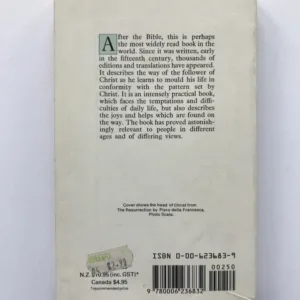 After the Bible, this is perhaps
the most widely read book in the
world. Since it was written, early
in the fifteenth century, thousands of
editions and translations have appeared.
It describes the way of the follower of
Christ as he learns to mould his life in
conformity with the pattern set by
Christ. It is an intensely practical book,
which faces the temptations and diffi-
culties of daily life, but also describes
the joys and helps which are found on
the way. The book has proved astonishing-
ly relevant to people in different
ages and of differing views.
Cover shows the head of Christ from
The Resurrection by Piero della Francesca,
Photo Scala.
ISBN 0-00-623683-9
00250
N.Z. $10.95 (inc. GST)*
Canada $4.95
*recommended price
9 780006 236832